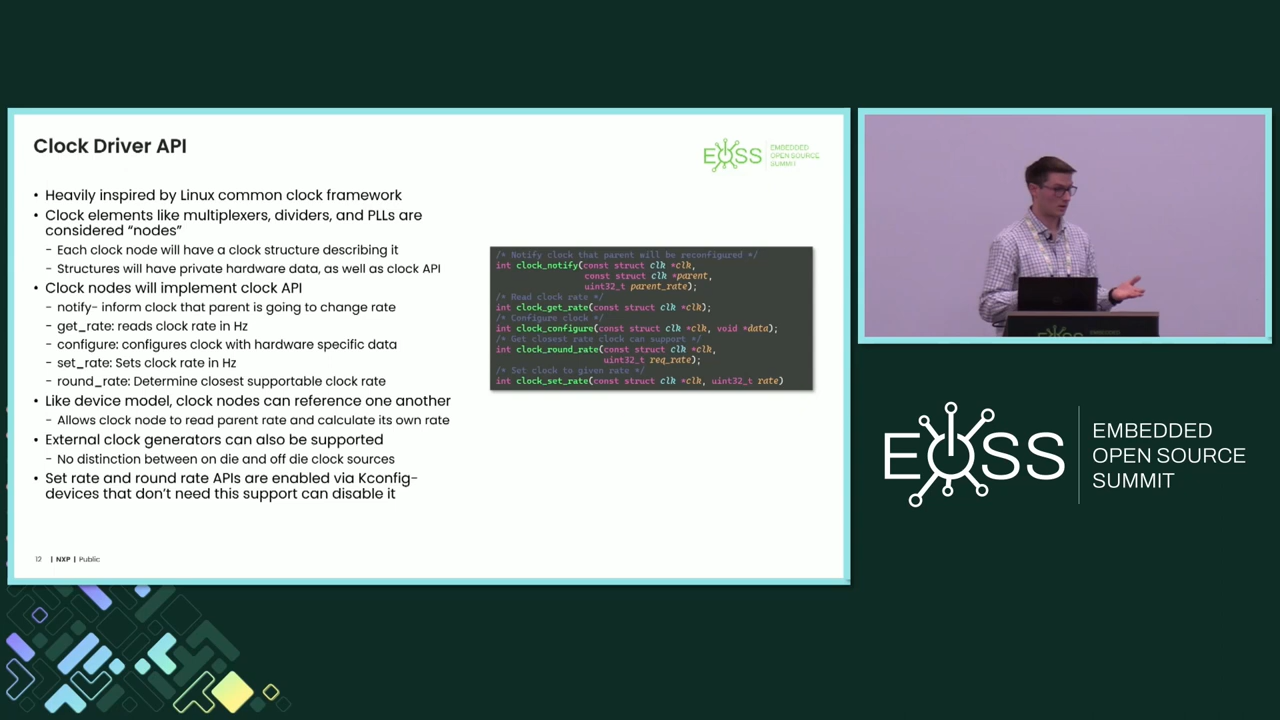 Clock Driver API
EOSS
EMBEDDED
OPEN SOURCE
SUMMIT
• Heavily inspired by Linux common clock framework
• Clock elements like multiplexers, dividers, and PLLs are
considered “nodes”
- Each clock node will have a clock structure describing it
- Structures will have private hardware data, as well as clock API
• Clock nodes will implement clock API
- notify- inform clock that parent is going to change rate
- get_rate: reads clock rate in Hz
- configure: configures clock with hardware specific data
- set_rate: Sets clock rate in Hz
- round_rate: Determine closest supportable clock rate
• Like device model, clock nodes can reference one another
- Allows clock node to read parent rate and calculate its own rate
• External clock generators can also be supported
- No distinction between on die and off die clock sources
• Set rate and round rate APIs are enabled via Kconfig-
devices that don’t need this support can disable it
/* Notify clock that parent will be reconfigured */
int clock_notify(const struct clk *clk,
const struct clk *parent,
uint32_t parent_rate);
/* Read clock rate */
int clock_get_rate(const struct clk *clk);
/* Configure clock */
int clock_configure(const struct clk *clk, void *data);
/* Get closest rate clock can support */
int clock_round_rate(const struct clk *clk,
uint32_t req_rate);
/* Set clock to given rate */
int clock_set_rate(const struct clk *clk, uint32_t rate)
12 | NXP | Public
EOSS
EMBEDDED
OPEN SOURCE
SUMMIT